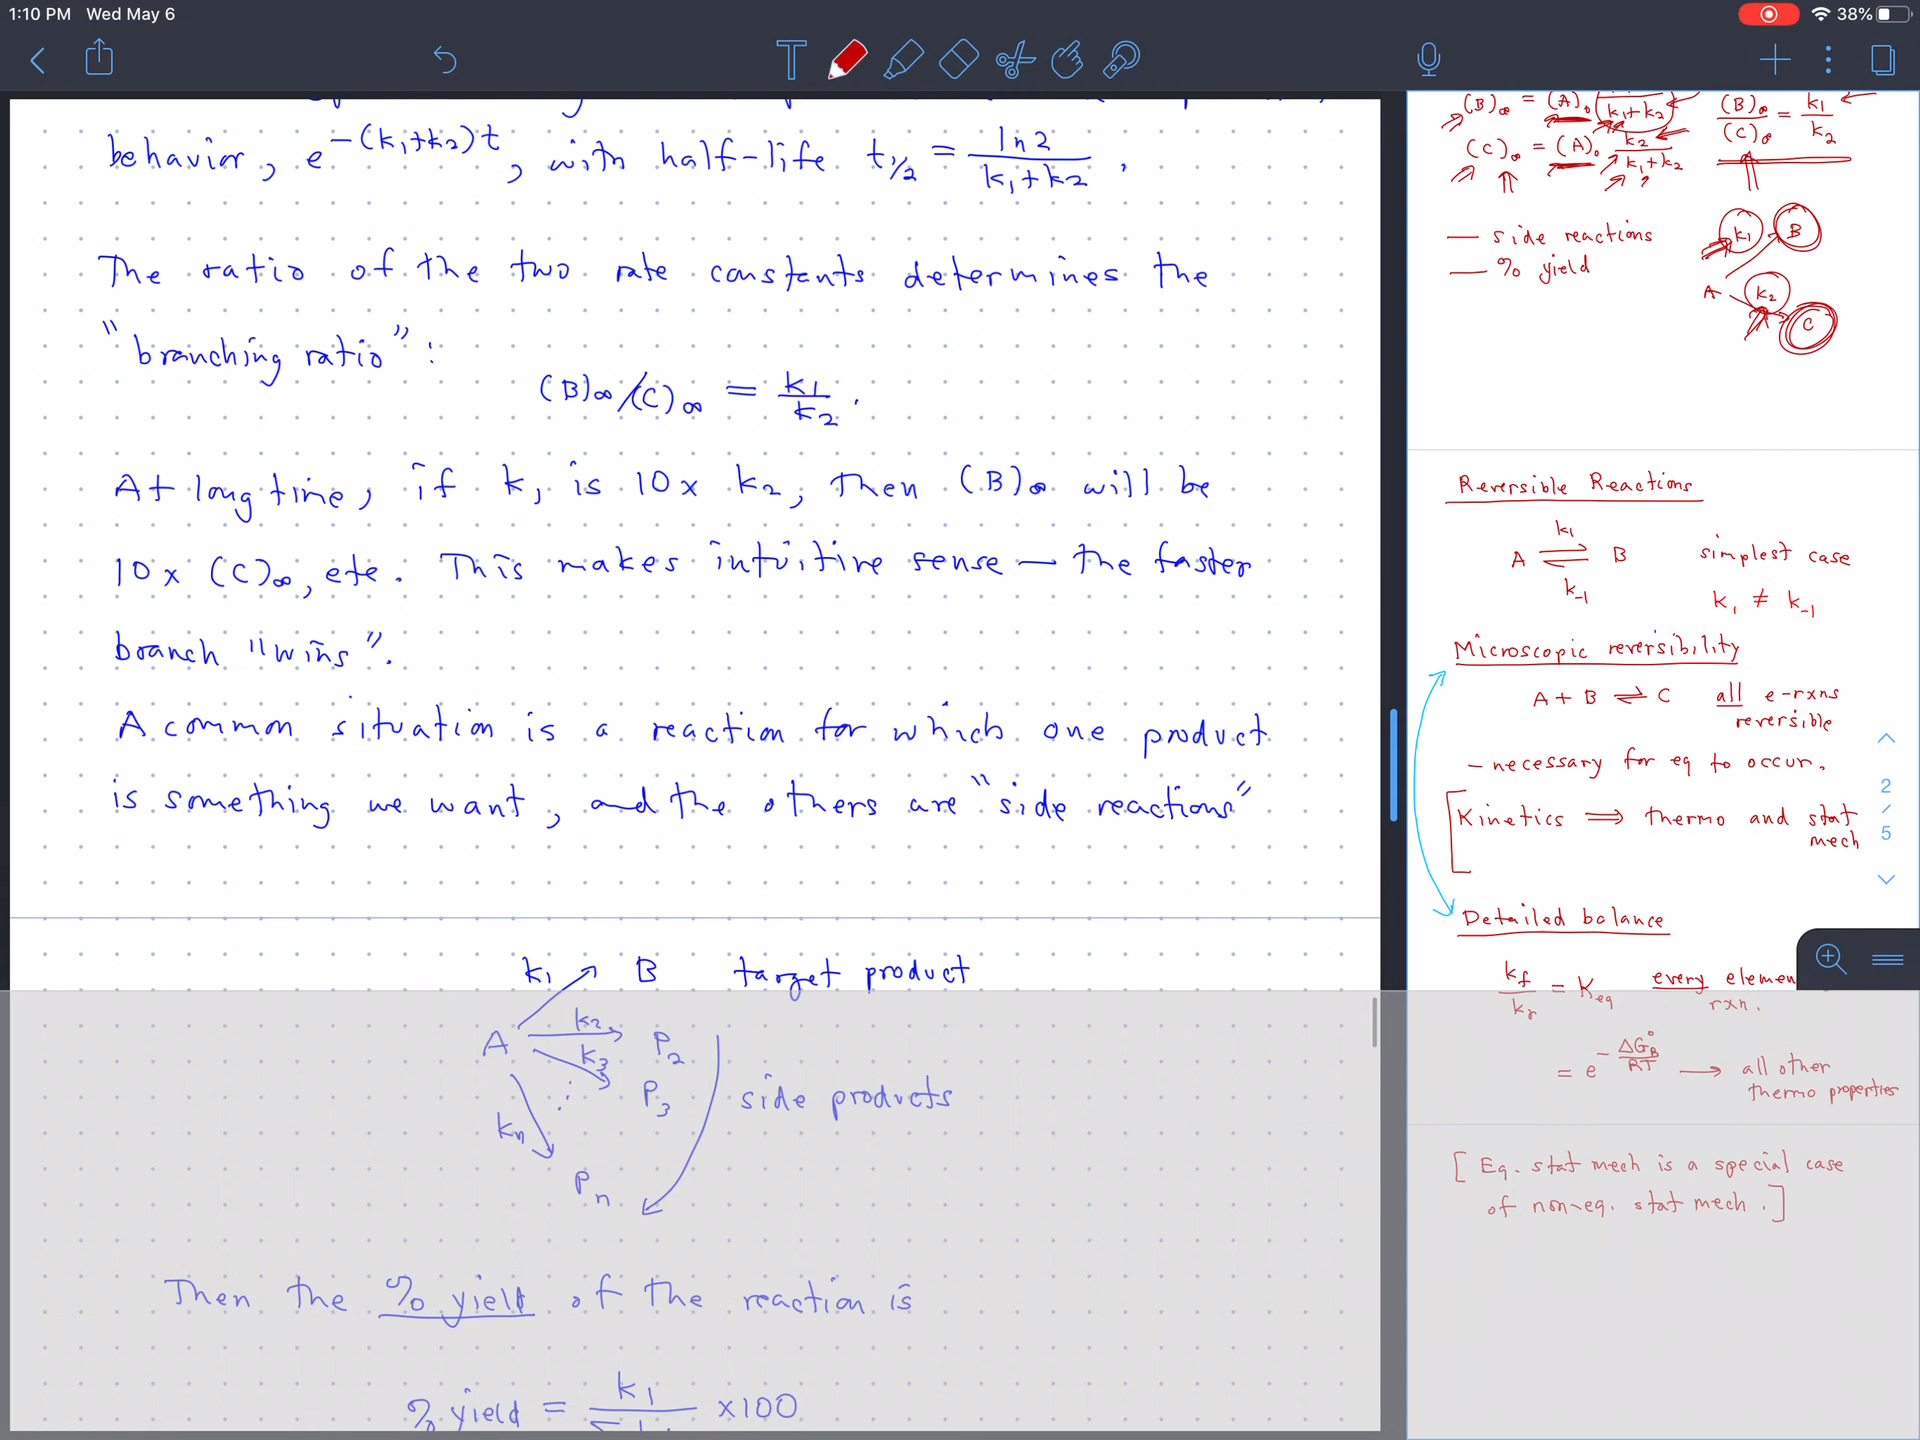 1:10 PM Wed May 6
38%
behavior, e^-(k₁+k₂)t, with half-life t₁/₂ = ln2 / k₁+k₂ .
The ratio of the two rate constants determines the
"branching ratio":
(B)∞/(C)∞ = k₁/k₂ .
At long time, if k₁ is 10x k₂, then (B)∞ will be
10x (C)∞, etc. This makes intuitive sense — the faster
branch "wins".
A common situation is a reaction for which one product
is something we want, and the others are "side reactions"
k₁ B target product
A k₂ P₂
k₃ P₃ side products
kₙ
Pₙ
Then the % yield of the reaction is
% yield = k₁ x100
(B)∞ = (A)₀ k₁+k₂ (B)∞/(C)∞ = k₁/k₂
(C)∞ = (A)₀ k₂/k₁+k₂
— side reactions
— % yield
k₁ B
A k₂
C
Reversible Reactions
k₁
A ⇌ B simplest case
k₋₁ k₁ ≠ k₋₁
Microscopic reversibility
A + B ⇌ C all e-rxns
reversible
- necessary for eq to occur.
[Kinetics ⇒ thermo and stat
mech
Detailed balance
kf/kr = Keq every elemen
rxn.
= e^-ΔG°R/RT → all other
thermo properties
[ Eq. stat mech is a special case
of non-eq. stat mech. ]
2
/
5